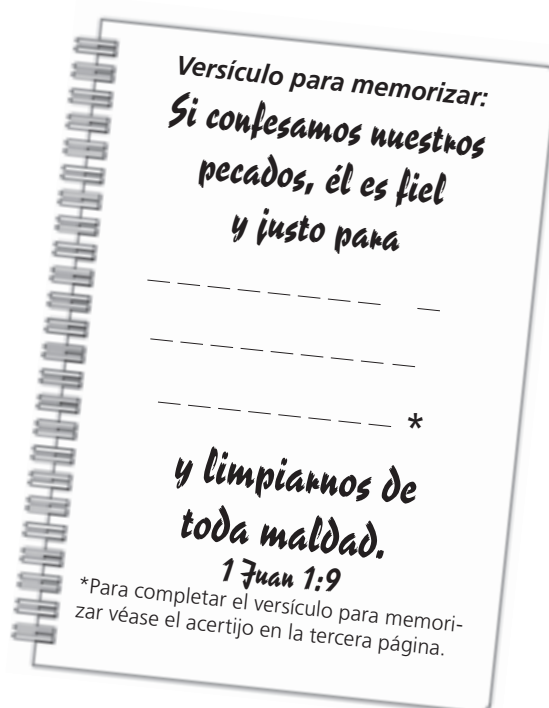 Versículo para memorizar:
Si confesamos nuestros
pecados, él es fiel
y justo para
_ _ _ _ _ _ _ _ _
_ _ _ _ _ _ _ _ _
_ _ _ _ _ _ _ _ *
y limpiarnos de
toda maldad.
1 Juan 1:9
*Para completar el versículo para memori-
zar véase el acertijo en la tercera página.